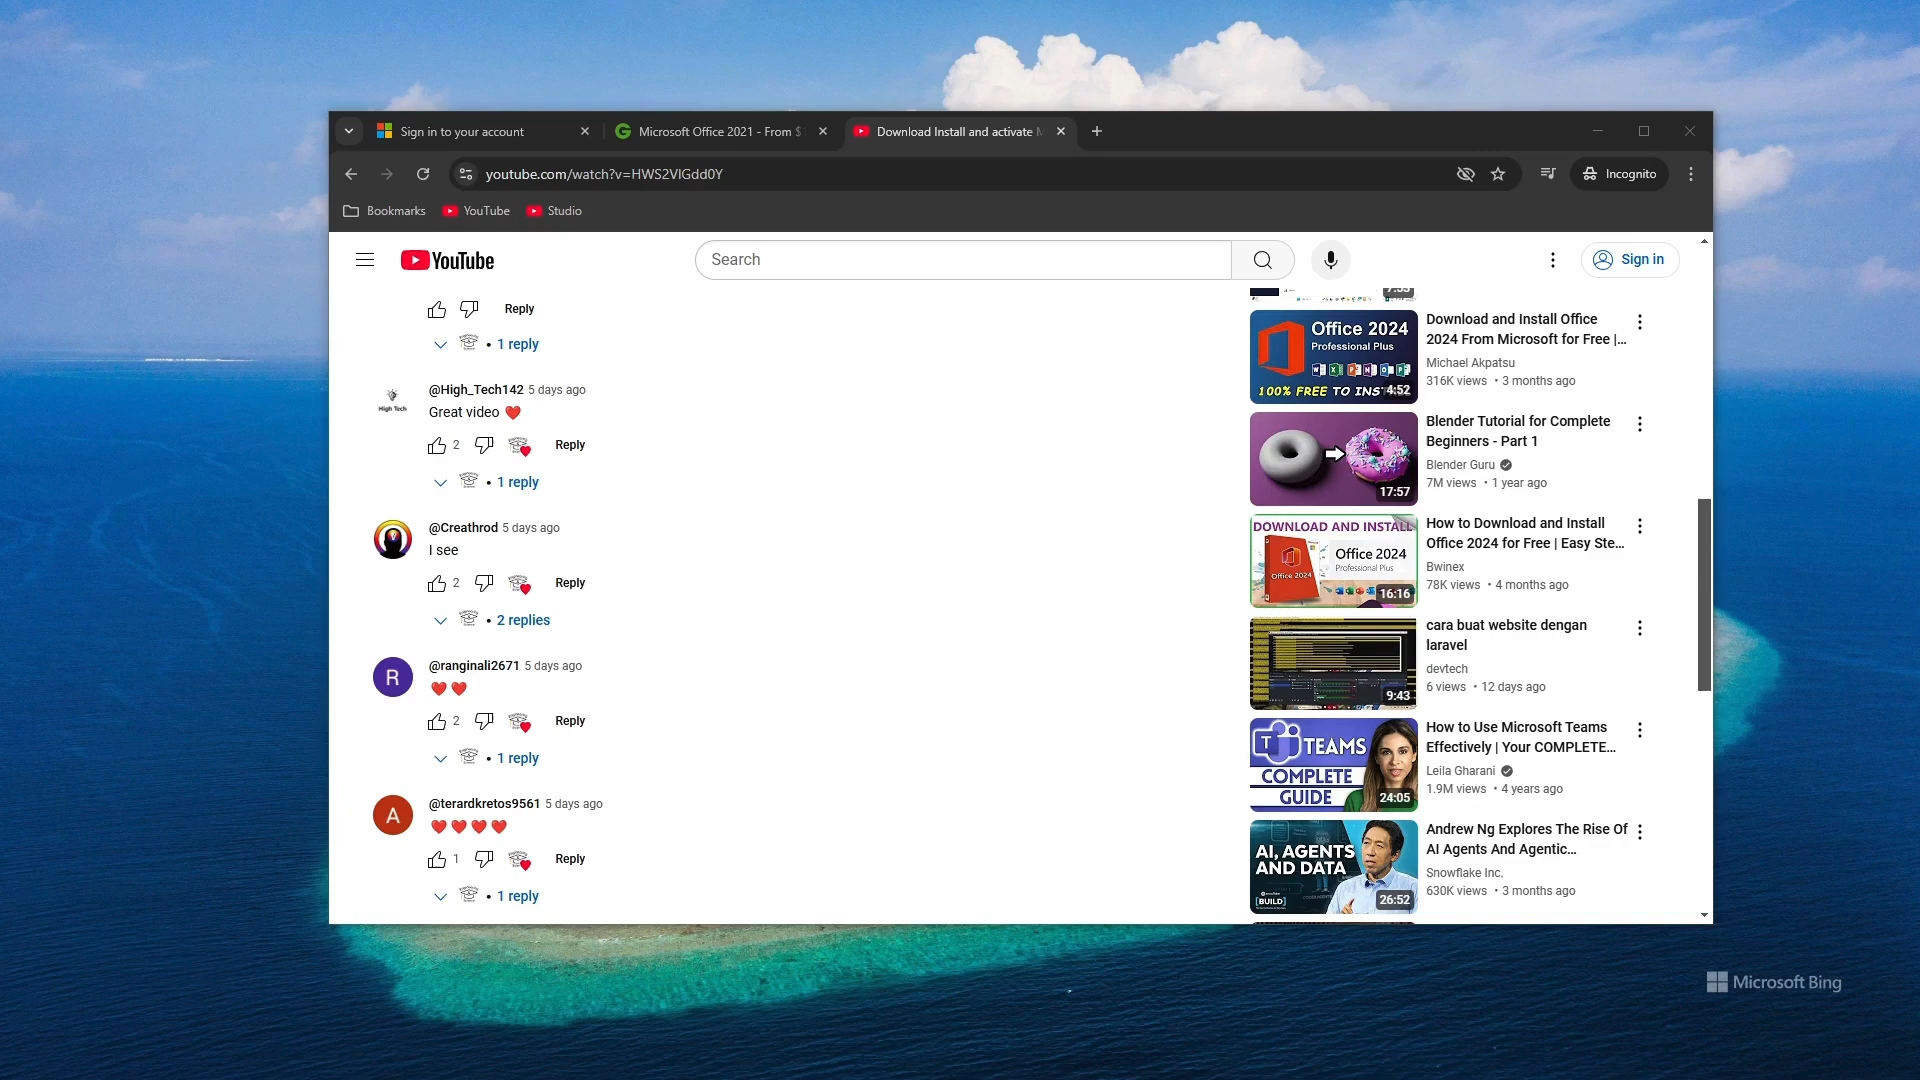 Sign in to your account
Microsoft Office 2021 - From $
Download Install and activate M
youtube.com/watch?v=HWS2VIGdd0Y
Incognito
Bookmarks
YouTube
Studio
YouTube
Search
Sign in
Reply
1 reply
@High_Tech142 5 days ago
Great video ❤️
High Tech
2
Reply
1 reply
@Creathrod 5 days ago
I see
2
Reply
2 replies
R
@ranginali2671 5 days ago
❤️ ❤️
2
Reply
1 reply
A
@terardkretos9561 5 days ago
❤️ ❤️ ❤️ ❤️
1
Reply
1 reply
7:55
Office 2024
Professional Plus
100% FREE TO INS
4:52
Download and Install Office
2024 From Microsoft for Free |...
Michael Akpatsu
316K views • 3 months ago
17:57
Blender Tutorial for Complete
Beginners - Part 1
Blender Guru
7M views • 1 year ago
DOWNLOAD AND INSTALL
Office 2024
Professional Plus
Office 2024
16:16
How to Download and Install
Office 2024 for Free | Easy Ste...
Bwinex
78K views • 4 months ago
9:43
cara buat website dengan
laravel
devtech
6 views • 12 days ago
T TEAMS
COMPLETE
GUIDE
24:05
How to Use Microsoft Teams
Effectively | Your COMPLETE...
Leila Gharani
1.9M views • 4 years ago
AI, AGENTS
AND DATA
[BUILD]
26:52
Andrew Ng Explores The Rise Of
AI Agents And Agentic...
Snowflake Inc.
630K views • 3 months ago
Microsoft Bing